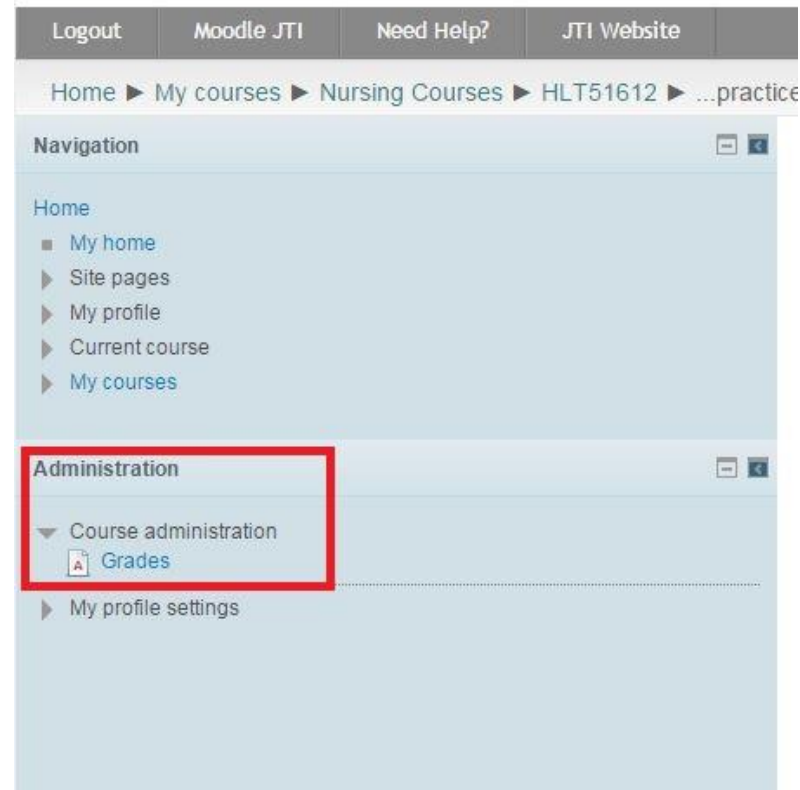 Logout Moodle JTI Need Help? JTI Website
Home ► My courses ► Nursing Courses ► HLT51612 ► ...practice
Navigation
Home
My home
Site pages
My profile
Current course
My courses
Administration
Course administration
A Grades
My profile settings